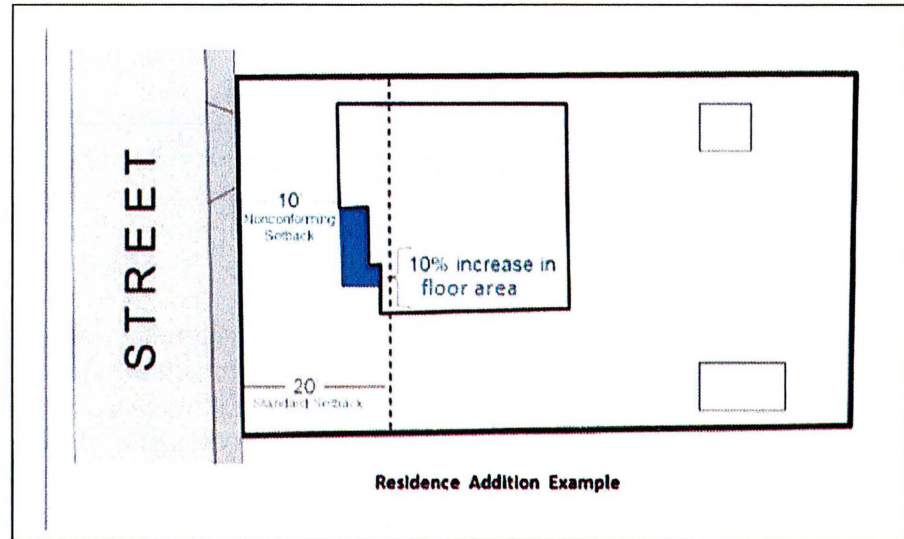 STREET
10
Nonconforming
Setback
10% increase in
floor area
20
Standard Setback
Residence Addition Example